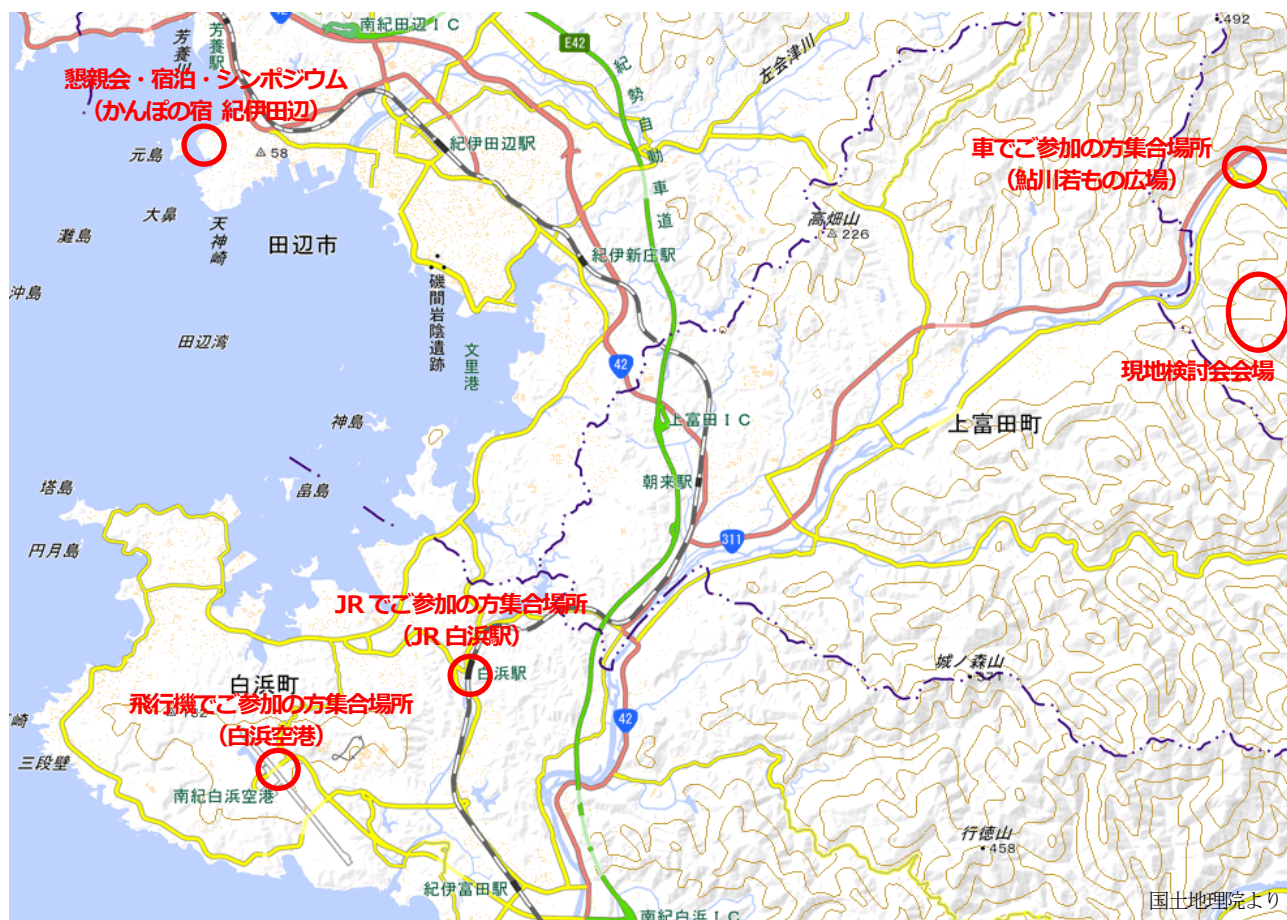 南紀田辺IC
42
E42
492
芳養川
芳養駅
紀勢自動車道
左会津川
懇親会・宿泊・シンポジウム
（かんぽの宿 紀伊田辺）
元島
58
紀伊田辺駅
車でご参加の方集合場所
（鮎川若もの広場）
大鼻
天神崎
灘島
田辺市
高畑山
226
紀伊新庄駅
沖島
磯間岩陰遺跡
田辺湾
文里港
42
現地検討会会場
神島
上富田IC
上富田町
朝来駅
塔島
畠島
円月島
311
JRでご参加の方集合場所
（JR白浜駅）
白浜駅
城ノ森山
白浜町
飛行機でご参加の方集合場所
（白浜空港）
42
崎
三段壁
南紀白浜空港
行徳山
458
紀伊富田駅
南紀白浜IC
国土地理院より